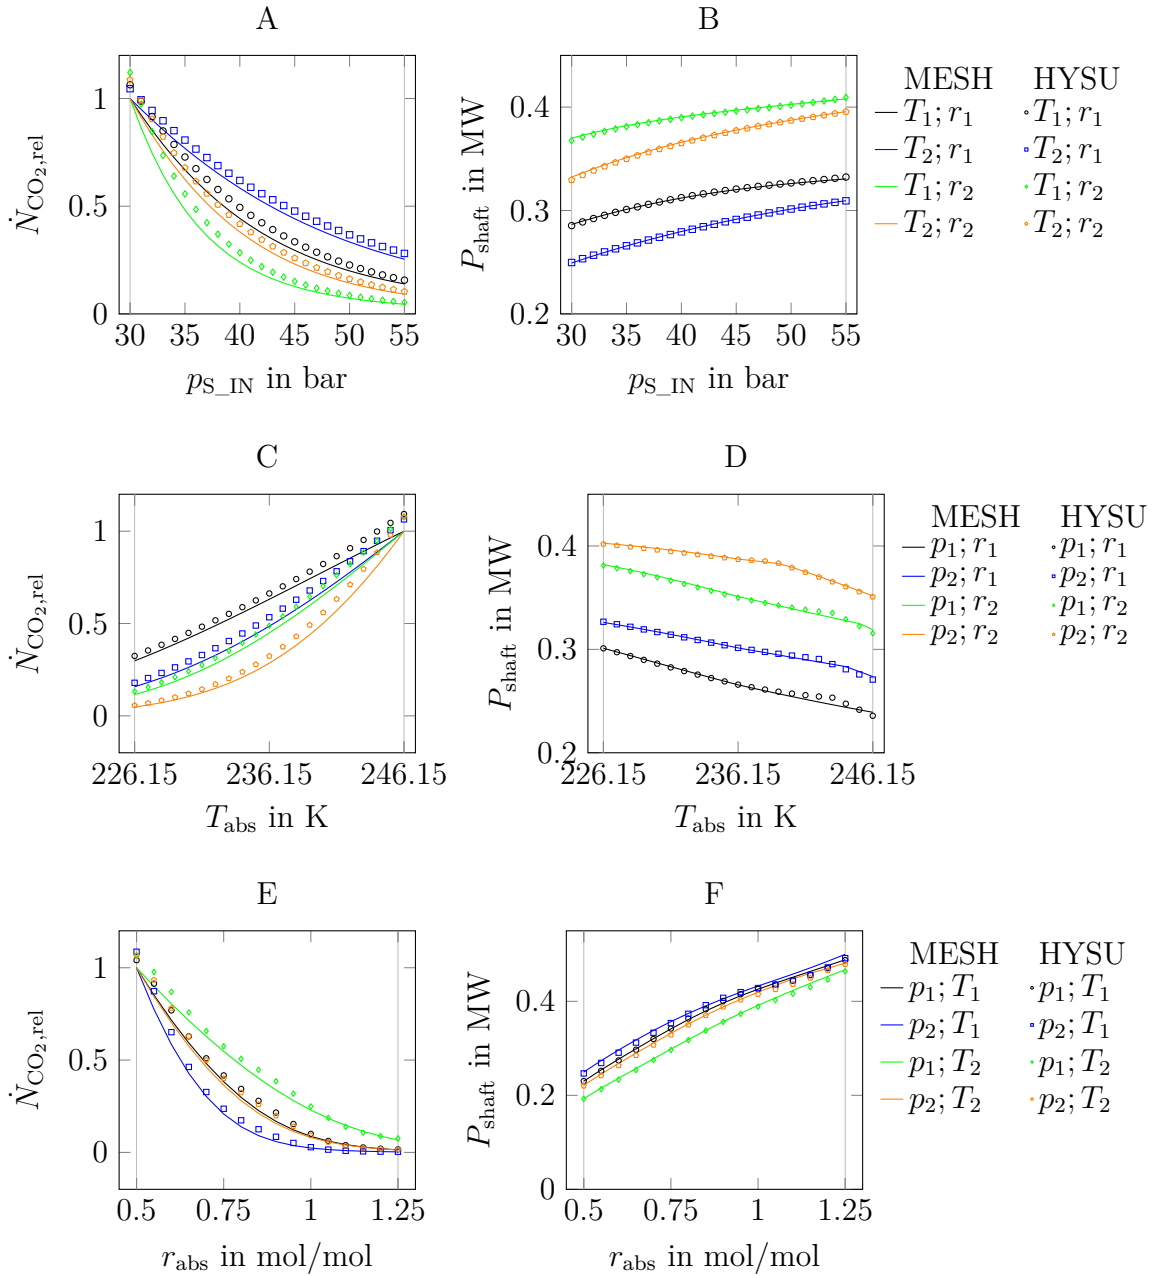 A
B
1
0.5
0
30 35 40 45 50 55
p_S_IN in bar
Ṅ_CO₂,rel
0.4
0.3
0.2
30 35 40 45 50 55
p_S_IN in bar
P_shaft in MW
MESH HYSU
T₁; r₁ T₁; r₁
T₂; r₁ T₂; r₁
T₁; r₂ T₁; r₂
T₂; r₂ T₂; r₂
C
D
1
0.5
0
226.15 236.15 246.15
T_abs in K
Ṅ_CO₂,rel
0.4
0.3
0.2
226.15 236.15 246.15
T_abs in K
P_shaft in MW
MESH HYSU
p₁; r₁ p₁; r₁
p₂; r₁ p₂; r₁
p₁; r₂ p₁; r₂
p₂; r₂ p₂; r₂
E
F
1
0.5
0
0.5 0.75 1 1.25
r_abs in mol/mol
Ṅ_CO₂,rel
0.4
0.2
0
0.5 0.75 1 1.25
r_abs in mol/mol
P_shaft in MW
MESH HYSU
p₁; T₁ p₁; T₁
p₂; T₁ p₂; T₁
p₁; T₂ p₁; T₂
p₂; T₂ p₂; T₂